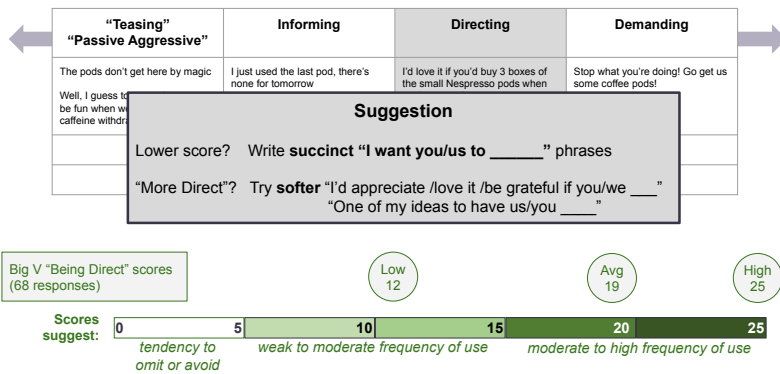 “Teasing”
“Passive Aggressive”
Informing
Directing
Demanding
The pods don’t get here by magic
Well, I guess to
be fun when w
caffeine withdr
I just used the last pod, there’s
none for tomorrow
I’d love it if you’d buy 3 boxes of
the small Nespresso pods when
Stop what you’re doing! Go get us
some coffee pods!
Suggestion
Lower score? Write succinct “I want you/us to ______” phrases
“More Direct”? Try softer “I’d appreciate /love it /be grateful if you/we ___”
“One of my ideas to have us/you ____”
Big V “Being Direct” scores
(68 responses)
Low
12
Avg
19
High
25
Scores
suggest:
0 5 10 15 20 25
tendency to
omit or avoid
weak to moderate frequency of use
moderate to high frequency of use